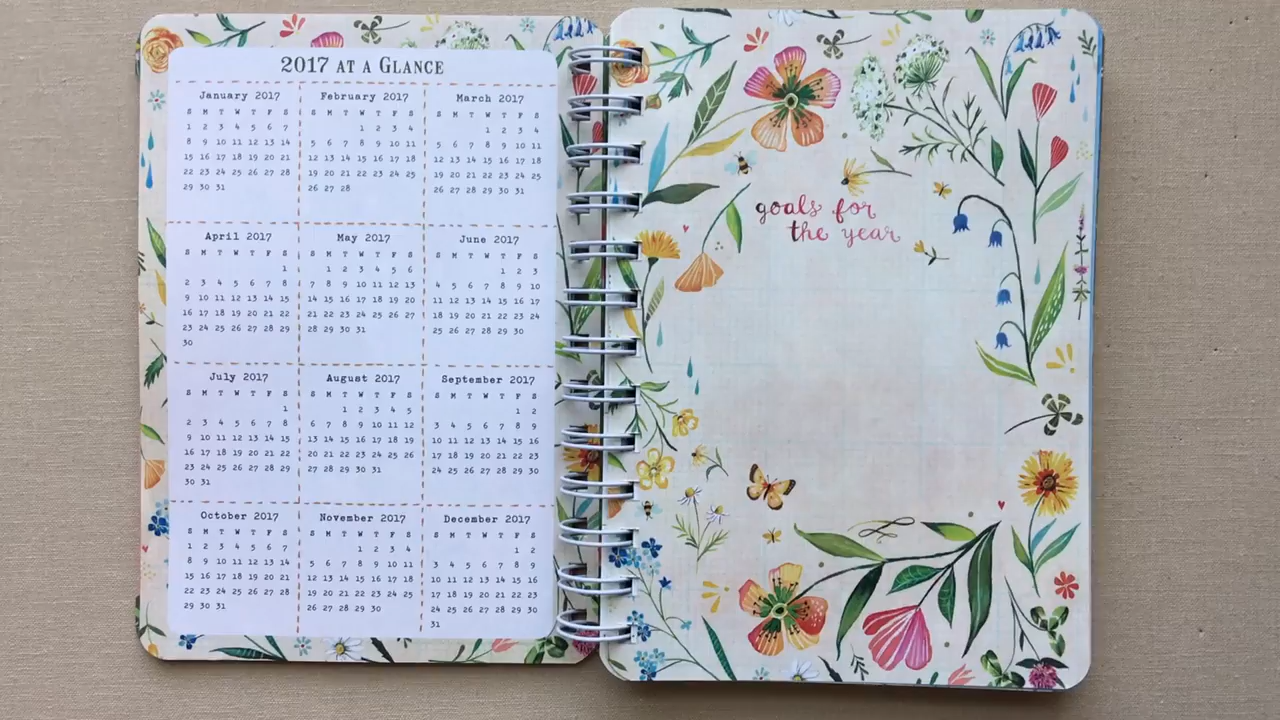 2017 AT A GLANCE
January 2017
S M T W T F S
1 2 3 4 5 6 7
8 9 10 11 12 13 14
15 16 17 18 19 20 21
22 23 24 25 26 27 28
29 30 31
February 2017
S M T W T F S
1 2 3 4
5 6 7 8 9 10 11
12 13 14 15 16 17 18
19 20 21 22 23 24 25
26 27 28
March 2017
S M T W T F S
1 2 3 4
5 6 7 8 9 10 11
12 13 14 15 16 17 18
19 20 21 22 23 24 25
26 27 28 29 30 31
April 2017
M T W T F S
1
2 3 4 5 6 7 8
9 10 11 12 13 14 15
16 17 18 19 20 21 22
23 24 25 26 27 28 29
30
May 2017
S M T W T F S
1 2 3 4 5 6
7 8 9 10 11 12 13
14 15 16 17 18 19 20
21 22 23 24 25 26 27
28 29 30 31
June 2017
S M T W T F S
1 2 3
4 5 6 7 8 9 10
11 12 13 14 15 16 17
18 19 20 21 22 23 24
25 26 27 28 29 30
July 2017
S M T W T F S
1
2 3 4 5 6 7 8
9 10 11 12 13 14 15
16 17 18 19 20 21 22
23 24 25 26 27 28 29
30 31
August 2017
S M T W T F S
1 2 3 4 5
6 7 8 9 10 11 12
13 14 15 16 17 18 19
20 21 22 23 24 25 26
27 28 29 30 31
September 2017
S M T W T F S
1 2
3 4 5 6 7 8 9
10 11 12 13 14 15 16
17 18 19 20 21 22 23
24 25 26 27 28 29 30
October 2017
S M T W T F S
1 2 3 4 5 6 7
8 9 10 11 12 13 14
15 16 17 18 19 20 21
22 23 24 25 26 27 28
29 30 31
November 2017
S M T W T F S
1 2 3 4
5 6 7 8 9 10 11
12 13 14 15 16 17 18
19 20 21 22 23 24 25
26 27 28 29 30
December 2017
S M T W T F S
1 2
3 4 5 6 7 8 9
10 11 12 13 14 15 16
17 18 19 20 21 22 23
24 25 26 27 28 29 30
31
goals for
the year